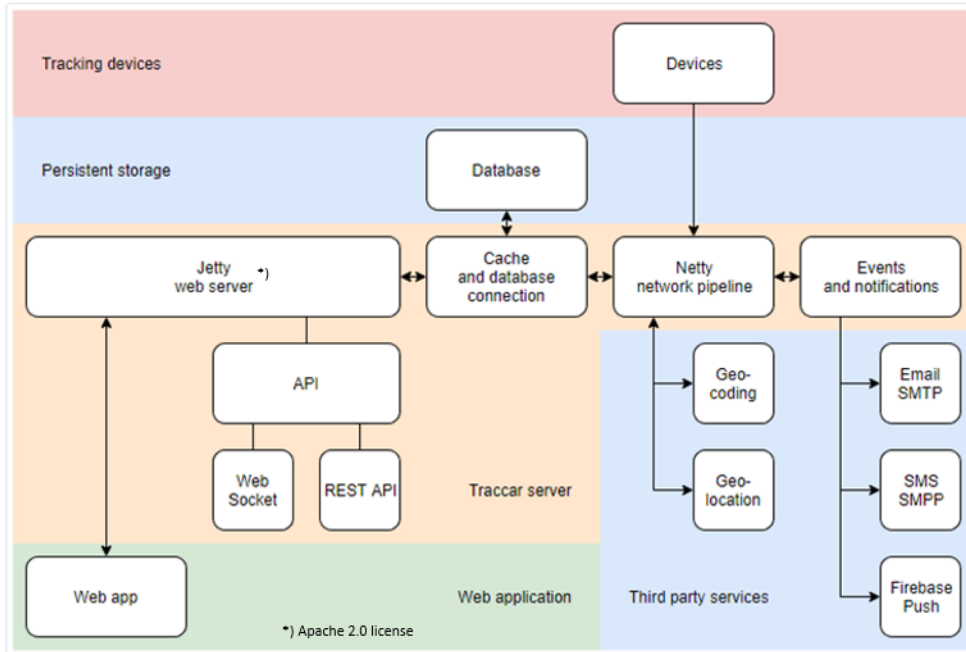 Tracking devices
Devices
Persistent storage
Database
Jetty
web server *)
Cache
and database
connection
Netty
network pipeline
Events
and notifications
API
Geo-
coding
Email
SMTP
Web
Socket
REST API
Traccar server
Geo-
location
SMS
SMPP
Web app
Web application
Third party services
Firebase
Push
*) Apache 2.0 license